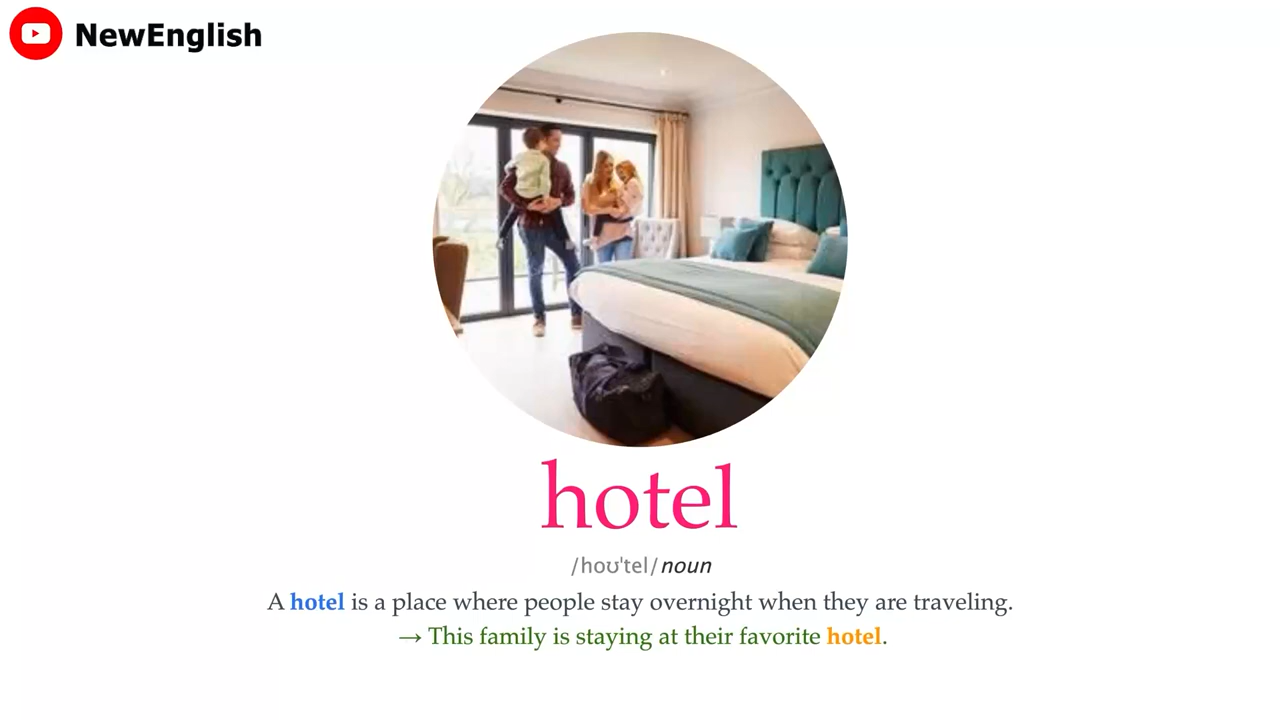 NewEnglish
hotel
/hoʊˈtel/noun
A hotel is a place where people stay overnight when they are traveling.
→ This family is staying at their favorite hotel.